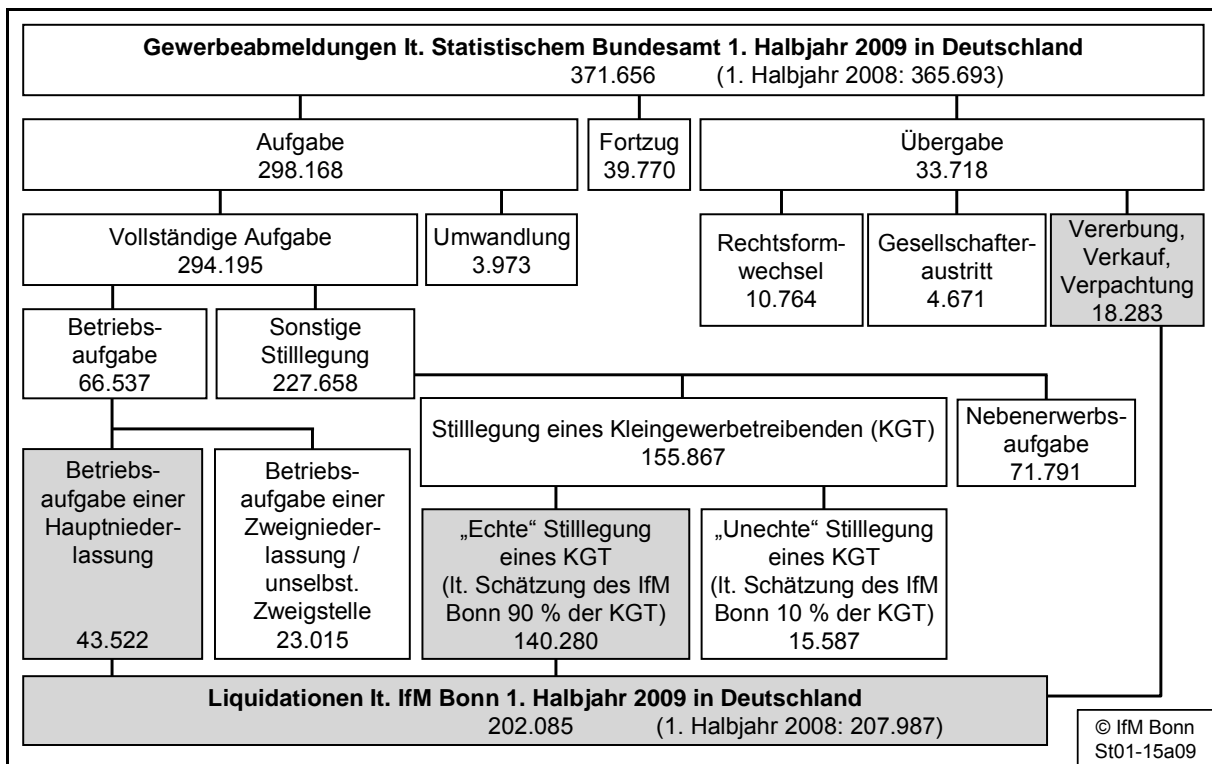 Gewerbeabmeldungen lt. Statistischem Bundesamt 1. Halbjahr 2009 in Deutschland
371.656 (1. Halbjahr 2008: 365.693)
Aufgabe
298.168
Fortzug
39.770
Übergabe
33.718
Vollständige Aufgabe
294.195
Umwandlung
3.973
Rechtsform-
wechsel
10.764
Gesellschafter-
austritt
4.671
Vererbung,
Verkauf,
Verpachtung
18.283
Betriebs-
aufgabe
66.537
Sonstige
Stilllegung
227.658
Stilllegung eines Kleingewerbetreibenden (KGT)
155.867
Nebenerwerbs-
aufgabe
71.791
Betriebs-
aufgabe einer
Hauptnieder-
lassung
43.522
Betriebs-
aufgabe einer
Zweignieder-
lassung /
unselbst.
Zweigstelle
23.015
„Echte“ Stilllegung
eines KGT
(lt. Schätzung des IfM
Bonn 90 % der KGT)
140.280
„Unechte“ Stilllegung
eines KGT
(lt. Schätzung des IfM
Bonn 10 % der KGT)
15.587
Liquidationen lt. IfM Bonn 1. Halbjahr 2009 in Deutschland
202.085 (1. Halbjahr 2008: 207.987)
© IfM Bonn
St01-15a09